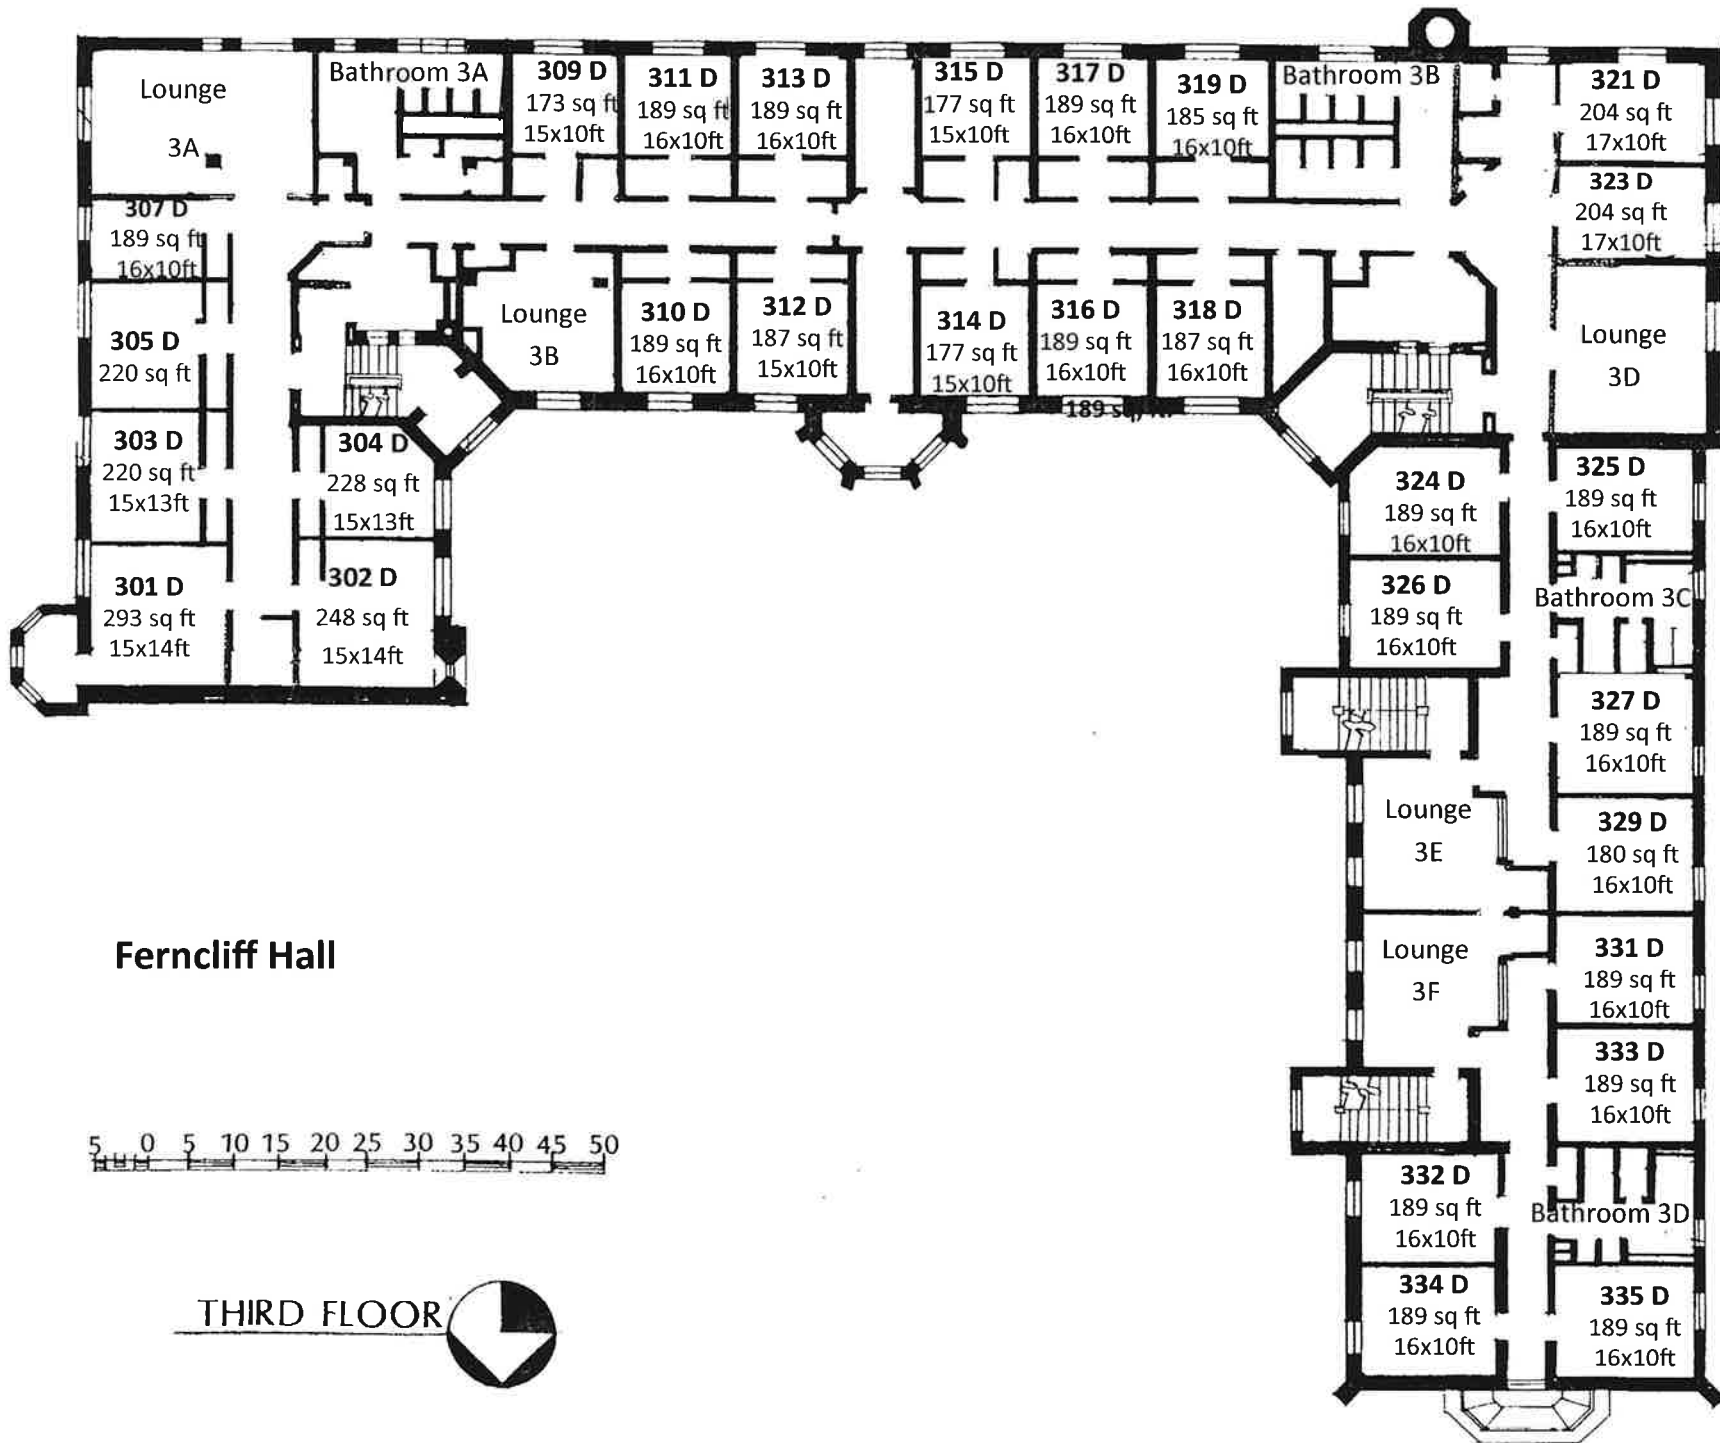 Lounge
3A
Bathroom 3A
309 D
173 sq ft
15x10ft
311 D
189 sq ft
16x10ft
313 D
189 sq ft
16x10ft
315 D
177 sq ft
15x10ft
317 D
189 sq ft
16x10ft
319 D
185 sq ft
16x10ft
Bathroom 3B
321 D
204 sq ft
17x10ft
323 D
204 sq ft
17x10ft
307 D
189 sq ft
16x10ft
305 D
220 sq ft
Lounge
3B
310 D
189 sq ft
16x10ft
312 D
187 sq ft
15x10ft
314 D
177 sq ft
15x10ft
316 D
189 sq ft
16x10ft
189 sq ft.
318 D
187 sq ft
16x10ft
Lounge
3D
303 D
220 sq ft
15x13ft
304 D
228 sq ft
15x13ft
301 D
293 sq ft
15x14ft
302 D
248 sq ft
15x14ft
324 D
189 sq ft
16x10ft
325 D
189 sq ft
16x10ft
326 D
189 sq ft
16x10ft
Bathroom 3C
327 D
189 sq ft
16x10ft
Lounge
3E
329 D
180 sq ft
16x10ft
Lounge
3F
331 D
189 sq ft
16x10ft
333 D
189 sq ft
16x10ft
332 D
189 sq ft
16x10ft
Bathroom 3D
334 D
189 sq ft
16x10ft
335 D
189 sq ft
16x10ft
Ferncliff Hall
5 0 5 10 15 20 25 30 35 40 45 50
THIRD FLOOR